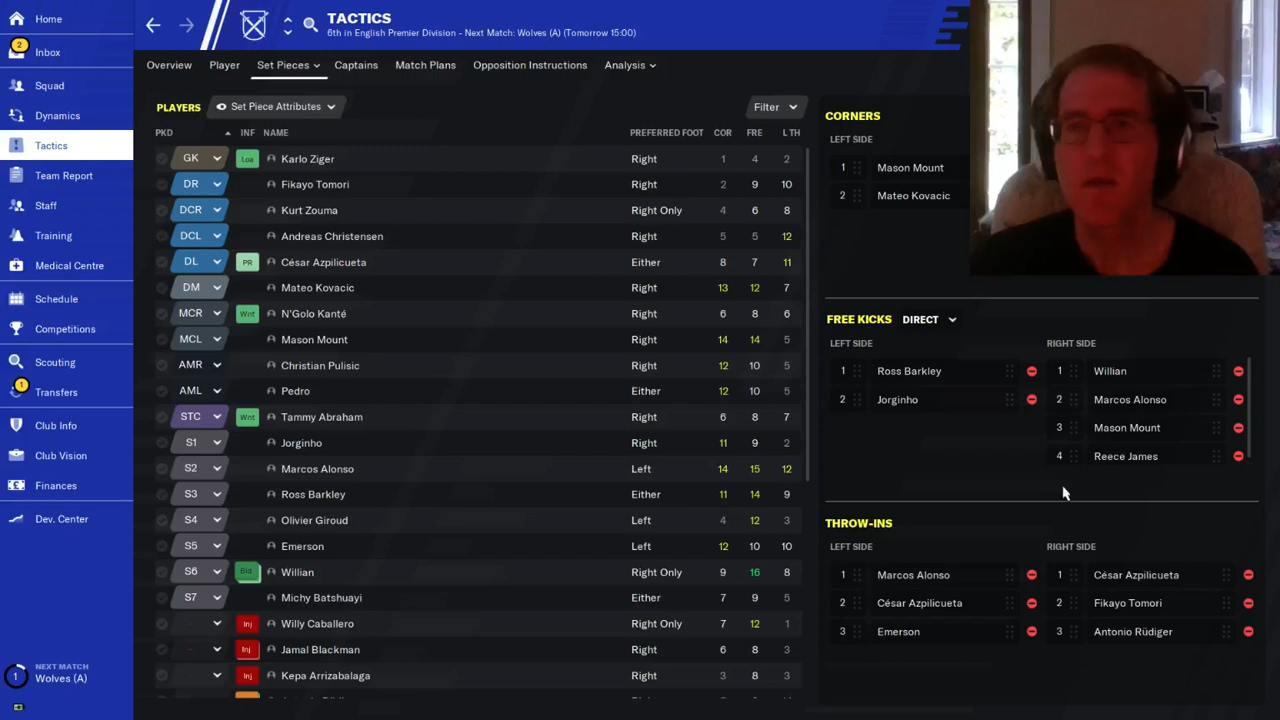 Home
2
Inbox
Squad
Dynamics
Tactics
Team Report
Staff
Training
Medical Centre
Schedule
Competitions
Scouting
1
Transfers
Club Info
Club Vision
Finances
Dev. Center
1
NEXT MATCH
Wolves (A)
TACTICS
6th in English Premier Division - Next Match: Wolves (A) (Tomorrow 15:00)
Overview Player Set Pieces Captains Match Plans Opposition Instructions Analysis
PLAYERS Set Piece Attributes Filter
PKD INF NAME PREFERRED FOOT COR FRE L TH
GK Loa Karlo Ziger Right 1 4 2
DR Fikayo Tomori Right 2 9 10
DCR Kurt Zouma Right Only 4 6 8
DCL Andreas Christensen Right 5 5 12
DL PR César Azpilicueta Either 8 7 11
DM Mateo Kovacic Right 13 12 7
MCR Wnt N'Golo Kanté Right 6 8 6
MCL Mason Mount Right 14 14 5
AMR Christian Pulisic Right 12 10 5
AML Pedro Either 12 10 5
STC Wnt Tammy Abraham Right 6 8 7
S1 Jorginho Right 11 9 2
S2 Marcos Alonso Left 14 15 12
S3 Ross Barkley Either 11 14 9
S4 Olivier Giroud Left 4 12 3
S5 Emerson Left 12 10 10
S6 Bid Willian Right Only 9 16 8
S7 Michy Batshuayi Either 7 9 5
- Inj Willy Caballero Right Only 7 12 1
- Inj Jamal Blackman Right 6 8 3
- Inj Kepa Arrizabalaga Right 3 8 3
CORNERS
LEFT SIDE
1 Mason Mount
2 Mateo Kovacic
FREE KICKS DIRECT
LEFT SIDE RIGHT SIDE
1 Ross Barkley 1 Willian
2 Jorginho 2 Marcos Alonso
3 Mason Mount
4 Reece James
THROW-INS
LEFT SIDE RIGHT SIDE
1 Marcos Alonso 1 César Azpilicueta
2 César Azpilicueta 2 Fikayo Tomori
3 Emerson 3 Antonio Rüdiger